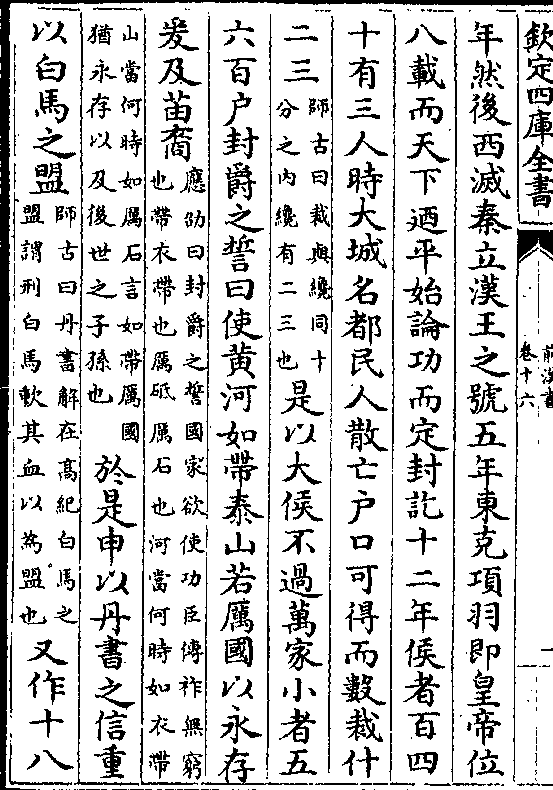 欽定四庫全書
前漢書
卷十六
年然後西滅秦立漢王之號五年東克項羽即皇帝位
八載而天下迺平始論功而定封訖十二年侯者百四
十有三人時大城名都民人散亡户口可得而數裁什
二三師古曰裁與纔同十分之内纔有二三也是以大侯不過萬家小者五
六百户封爵之誓曰使黄河如帶泰山若厲國以永存
爰及苖裔應劭曰封爵之誓國家欲使功臣傳祚無窮也帶衣帶也厲砥厲石也河當何時如衣帶
山當何時如厲石言如帶厲國猶永存以及後世之子孫也於是申以丹書之信重
以白馬之盟師古曰丹書解在髙紀白馬之盟謂刑白馬歃其血以為盟也又作十八